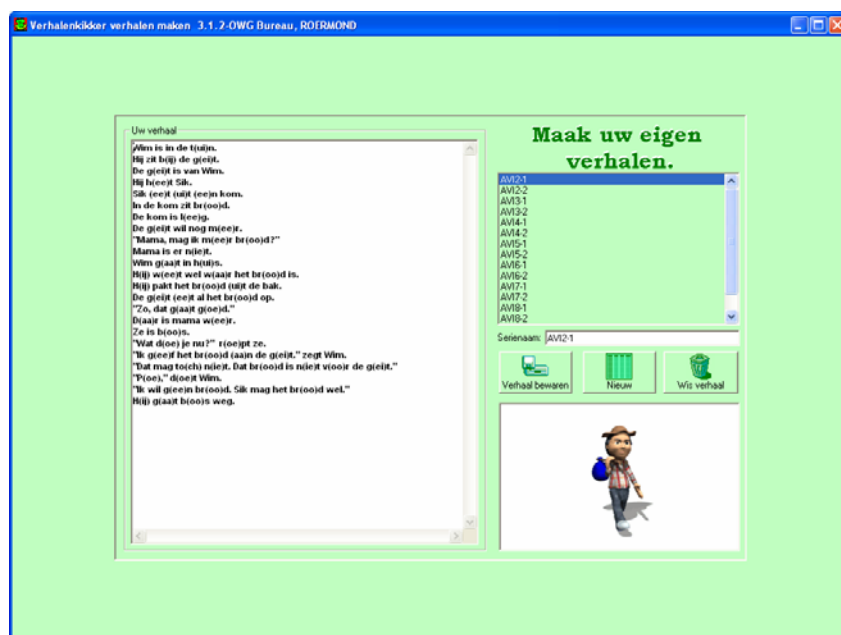 Verhalenkikker verhalen maken 3.1.2-OWG Bureau, ROERMOND
Uw verhaal
Wim is in de t(ui)n.
Hij zit b(ij) de g(ei)t.
De g(ei)t is van Wim.
Hij h(ee)t Sik.
Sik (ee)t (ui)t (ee)n kom.
In de kom zit br(oo)d.
De kom is l(ee)g.
De g(ei)t wil nog m(ee)r.
"Mama, mag ik m(ee)r br(oo)d?"
Mama is er n(ie)t.
Wim g(aa)t in h(ui)s.
H(ij) w(ee)t wel w(aa)r het br(oo)d is.
H(ij) pakt het br(oo)d (ui)t de bak.
De g(ei)t (ee)t al het br(oo)d op.
"Zo, dat g(aa)t g(oe)d."
D(aa)r is mama w(ee)r.
Ze is b(oo)s.
"Wat d(oe) je nu?" r(oe)pt ze.
"Ik g(ee)f het br(oo)d (aa)n de g(ei)t." zegt Wim.
"Dat mag to(ch) n(ie)t. Dat br(oo)d is n(ie)t v(oo)r de g(ei)t."
"P(oe)," d(oe)t Wim.
"Ik wil g(ee)n br(oo)d. Sik mag het br(oo)d wel."
H(ij) g(aa)t b(oo)s weg.
Maak uw eigen
verhalen.
AVI2-1
AVI2-2
AVI3-1
AVI3-2
AVI4-1
AVI4-2
AVI5-1
AVI5-2
AVI6-1
AVI6-2
AVI7-1
AVI7-2
AVI8-1
AVI8-2
Serienaam: AVI2-1
Verhaal bewaren
Nieuw
Wis verhaal